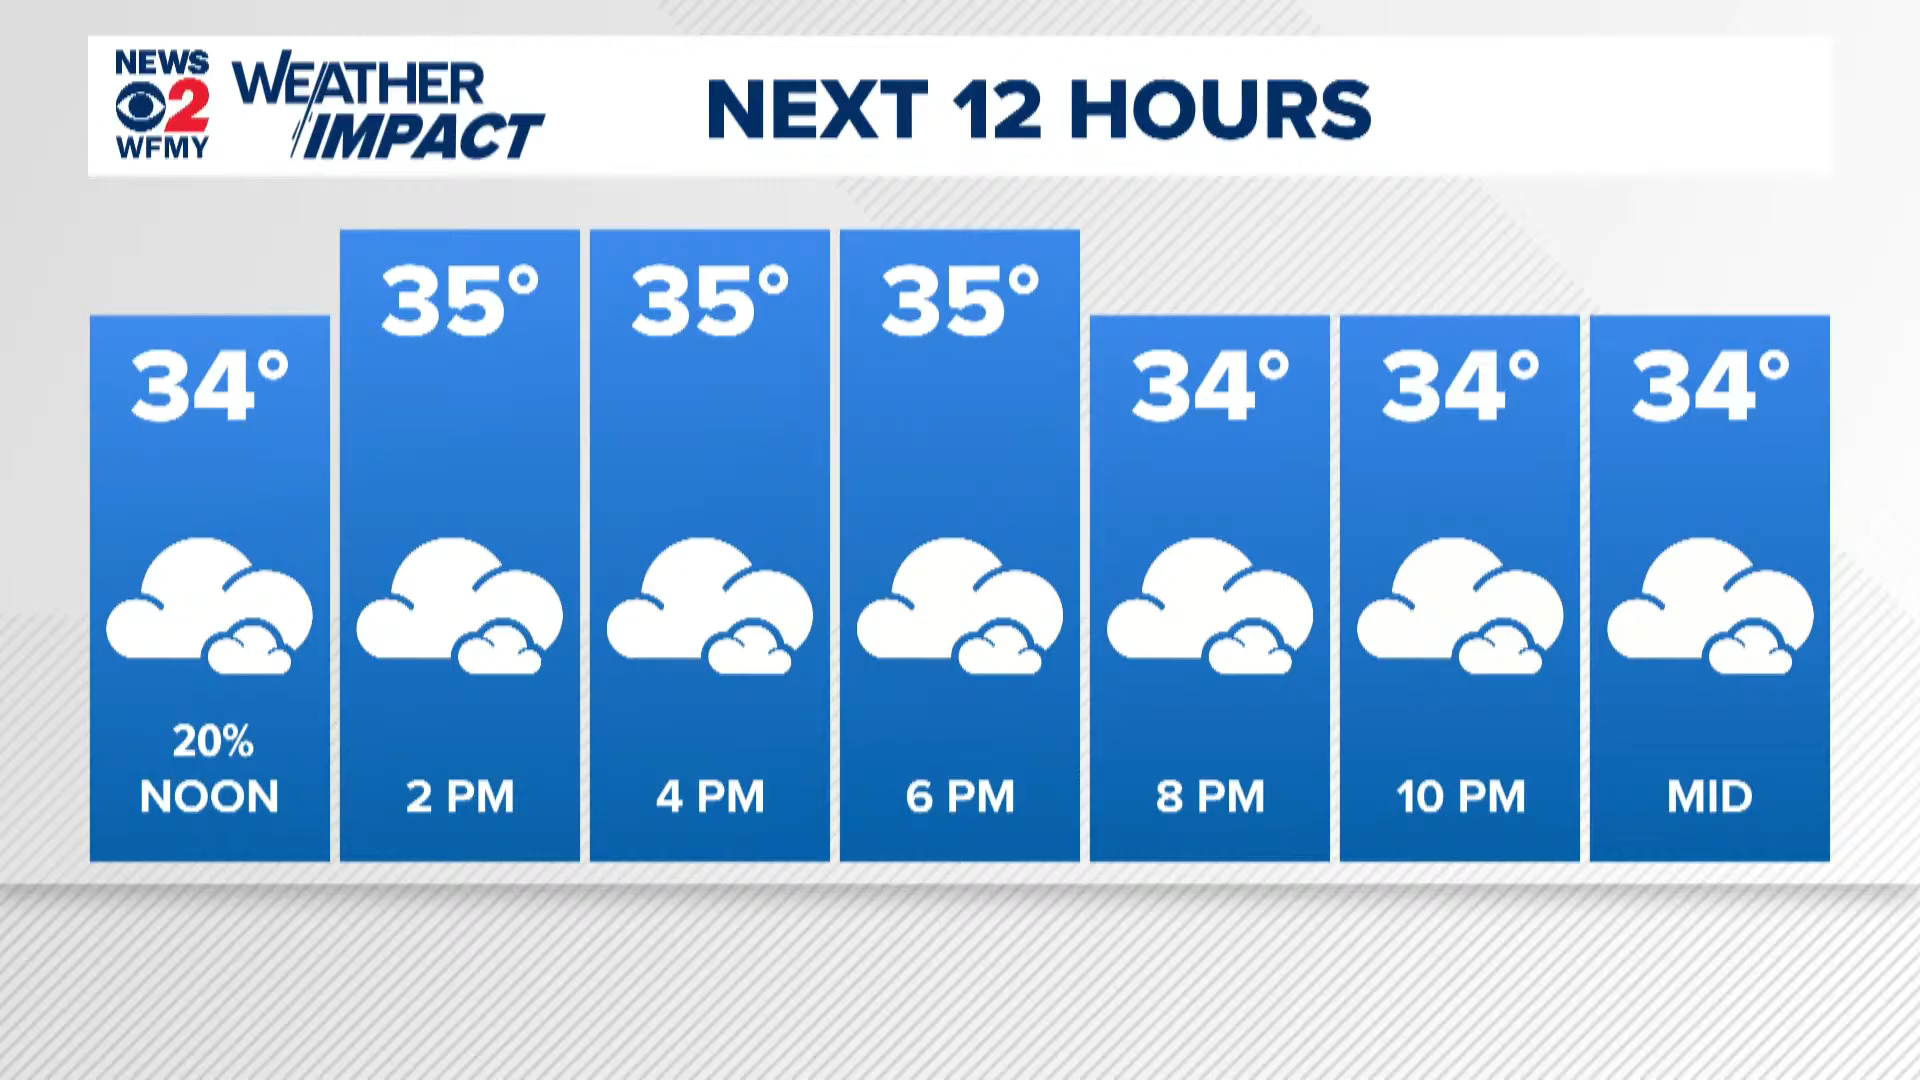 NEWS
2
WFMY
WEATHER
IMPACT
NEXT 12 HOURS
34°
20%
NOON
35°
2 PM
35°
4 PM
35°
6 PM
34°
8 PM
34°
10 PM
34°
MID